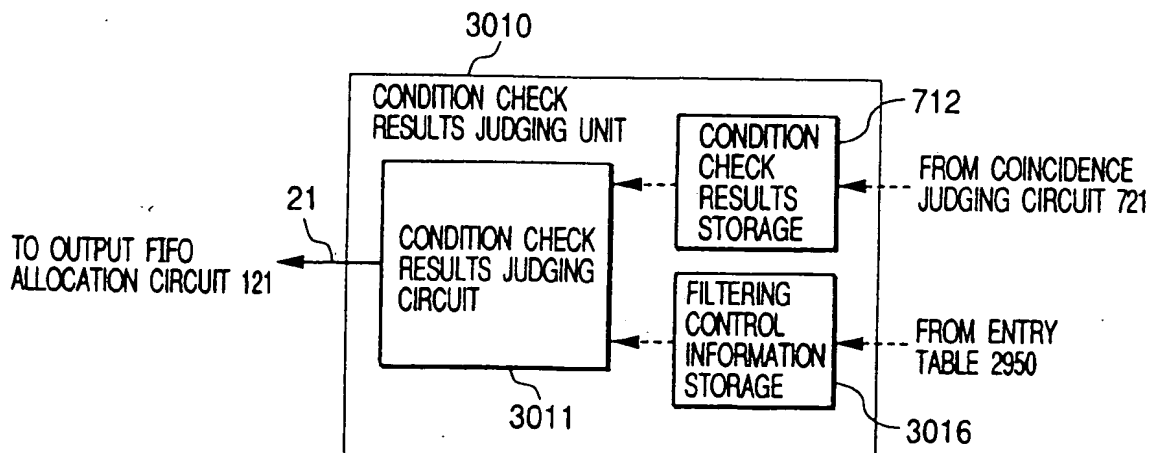 3010
CONDITION CHECK
RESULTS JUDGING UNIT
712
CONDITION
CHECK
RESULTS
STORAGE
FROM COINCIDENCE
JUDGING CIRCUIT 721
21
TO OUTPUT FIFO
ALLOCATION CIRCUIT 121
CONDITION CHECK
RESULTS JUDGING
CIRCUIT
3011
FILTERING
CONTROL
INFORMATION
STORAGE
FROM ENTRY
TABLE 2950
3016